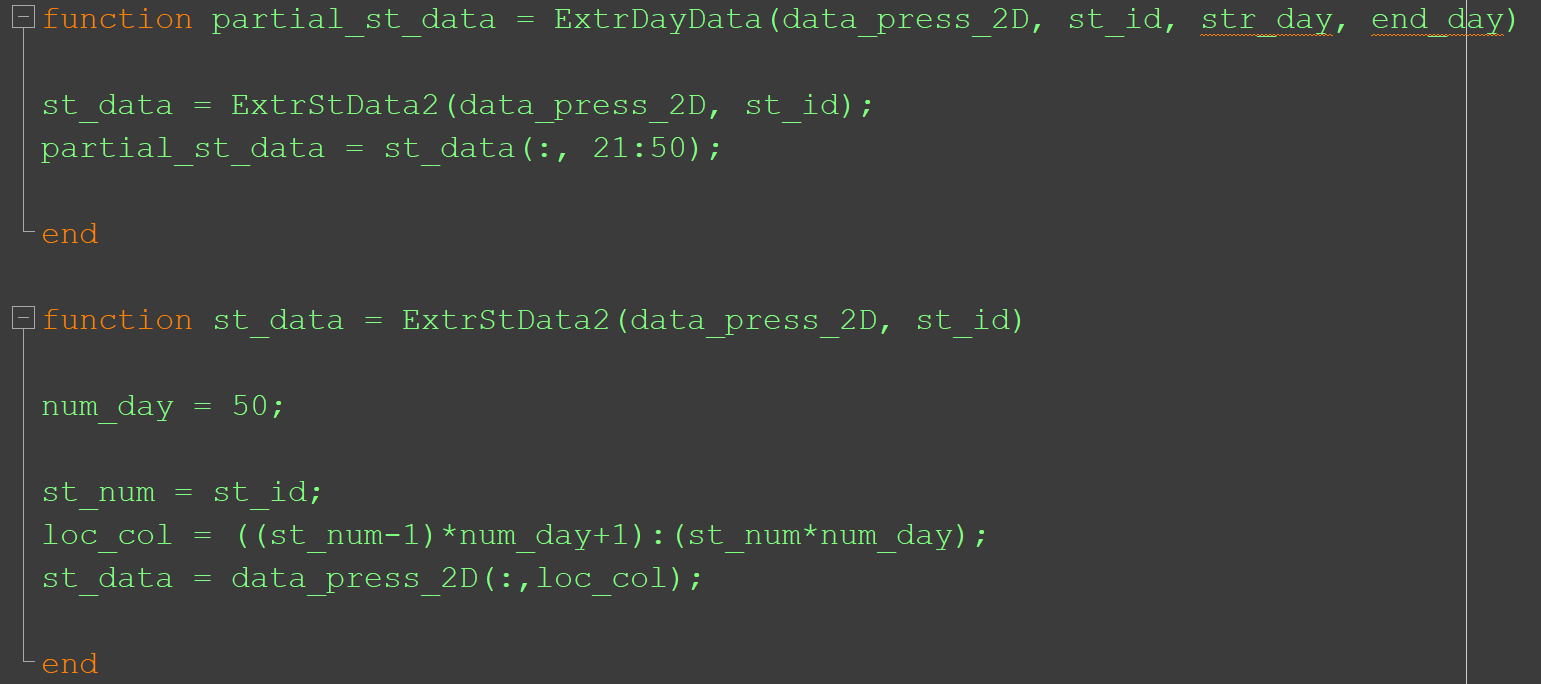 function partial_st_data = ExtrDayData(data_press_2D, st_id, str_day, end_day)
st_data = ExtrStData2(data_press_2D, st_id);
partial_st_data = st_data(:, 21:50);
end
function st_data = ExtrStData2(data_press_2D, st_id)
num_day = 50;
st_num = st_id;
loc_col = ((st_num-1)*num_day+1):(st_num*num_day);
st_data = data_press_2D(:,loc_col);
end